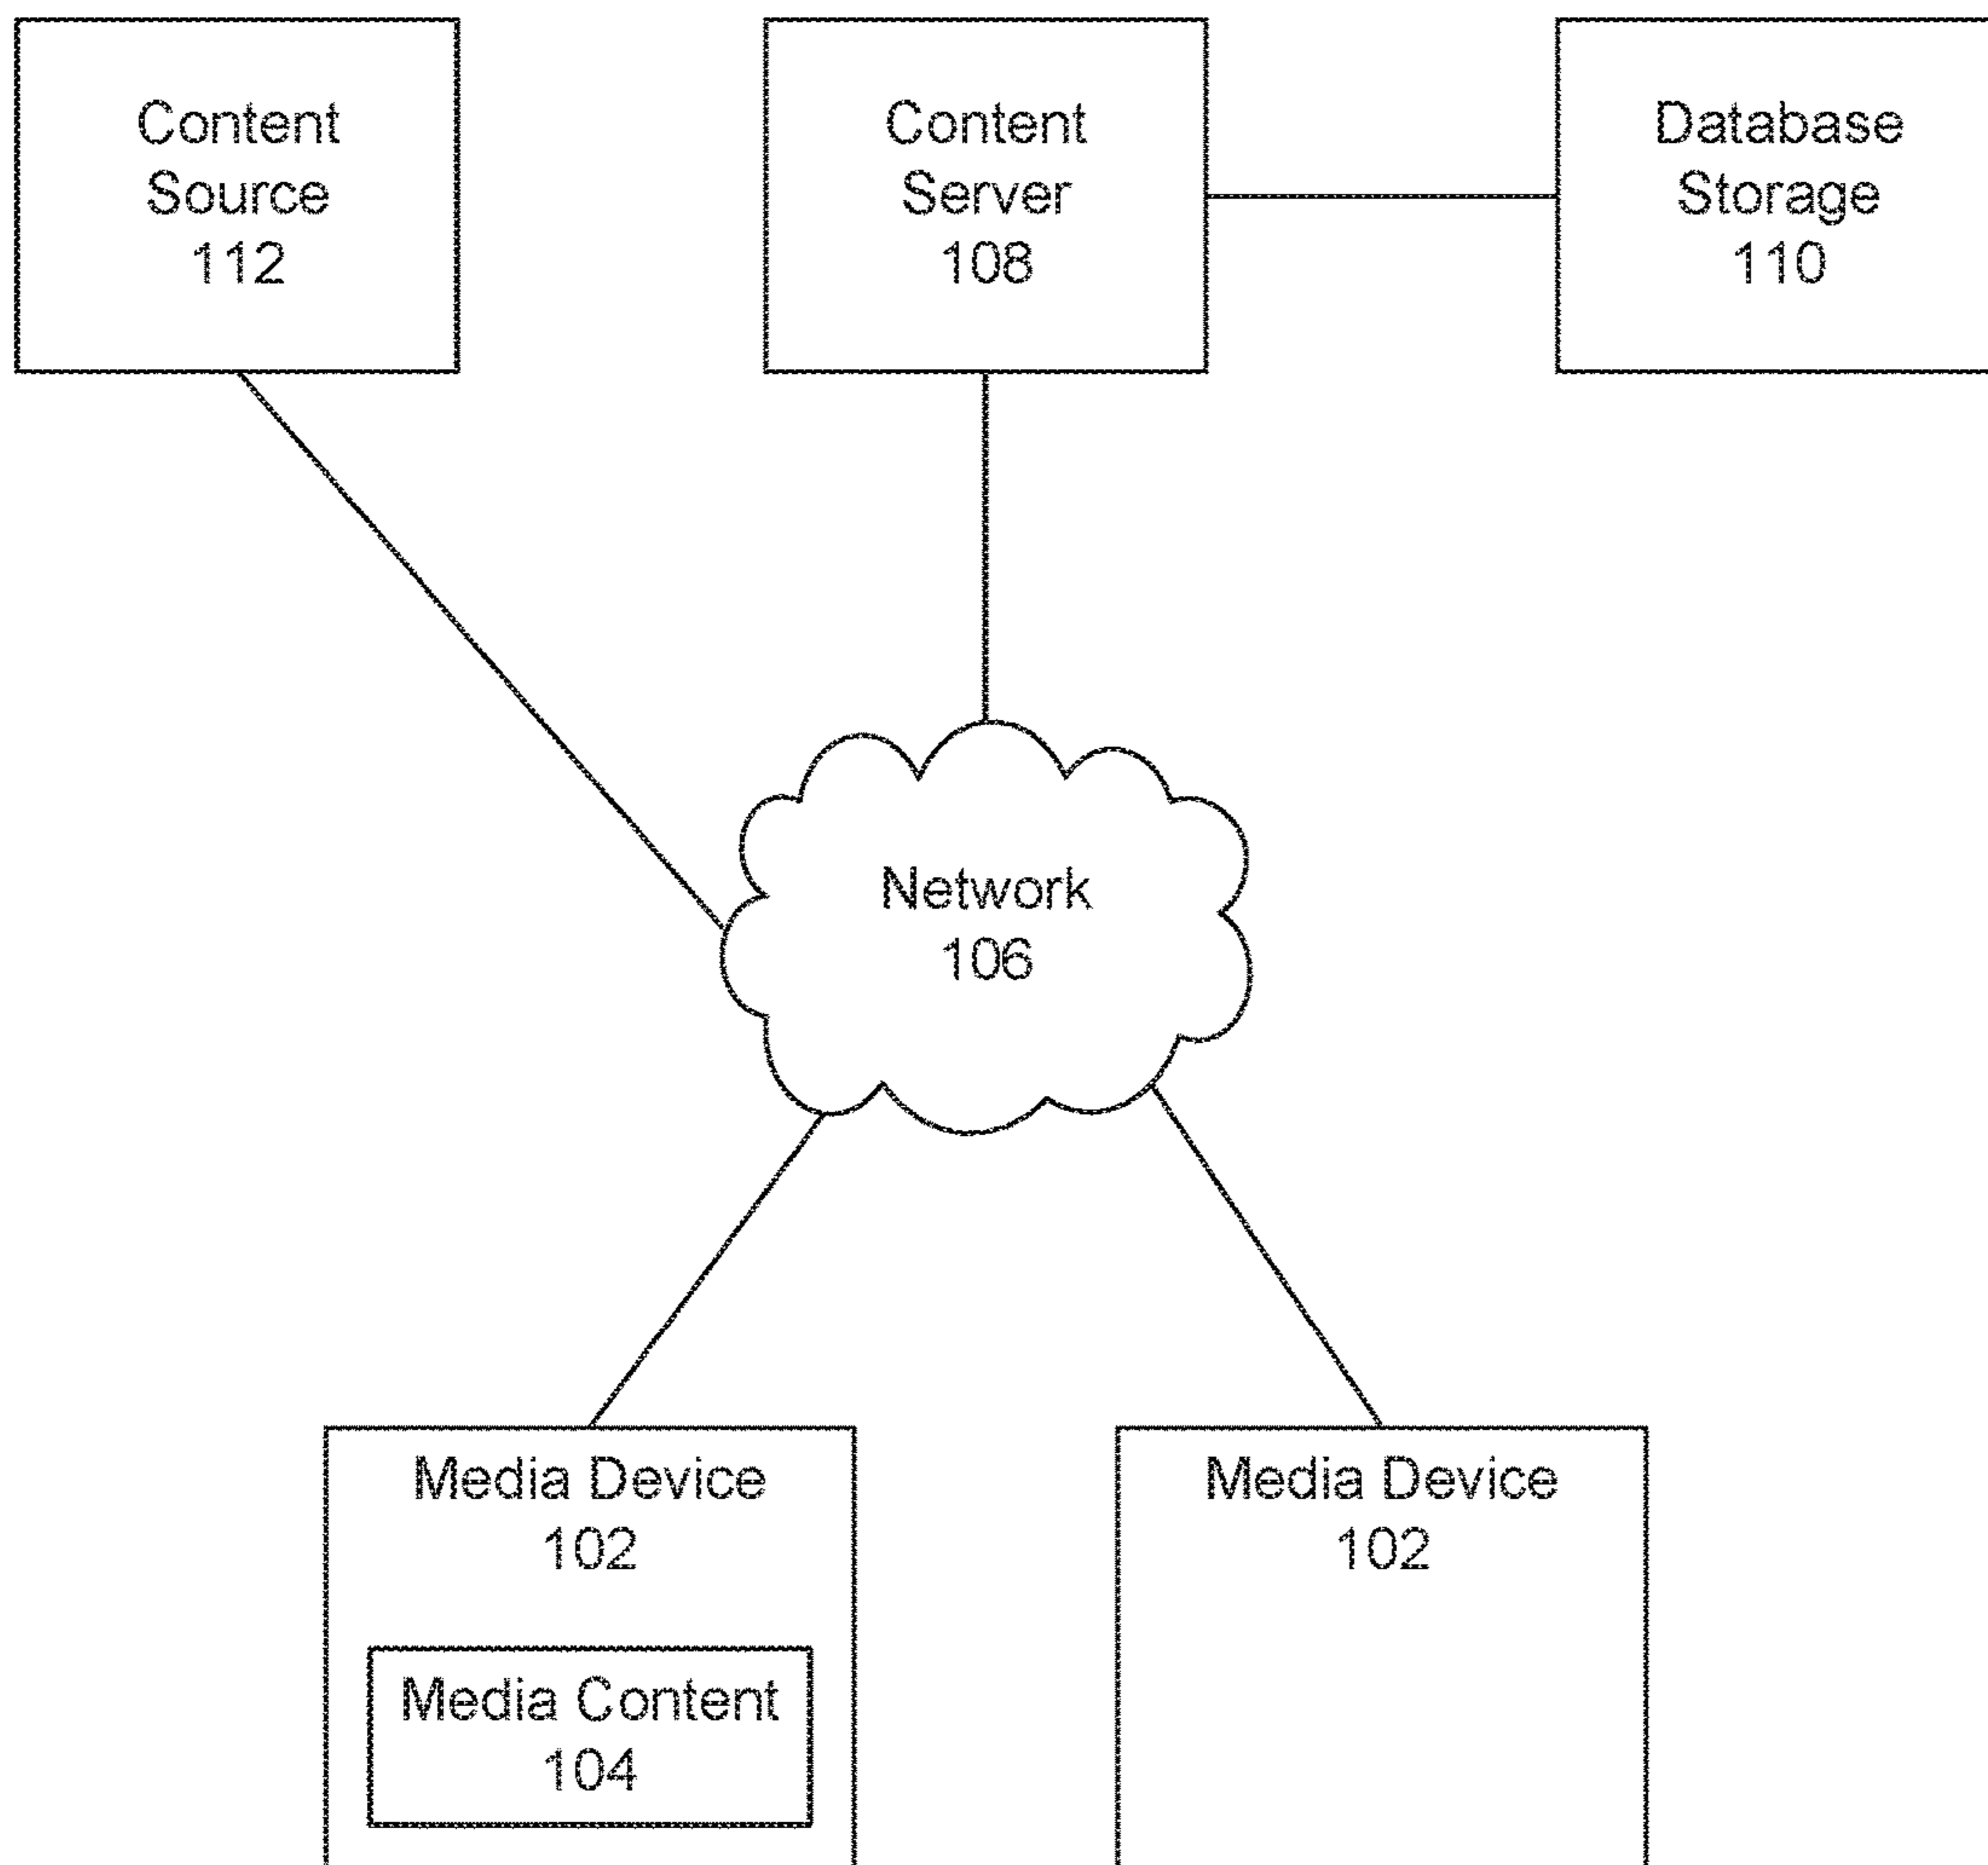 Content
Source
112
Content
Server
108
Database
Storage
110
Network
106
Media Device
102
Media Content
104
Media Device
102